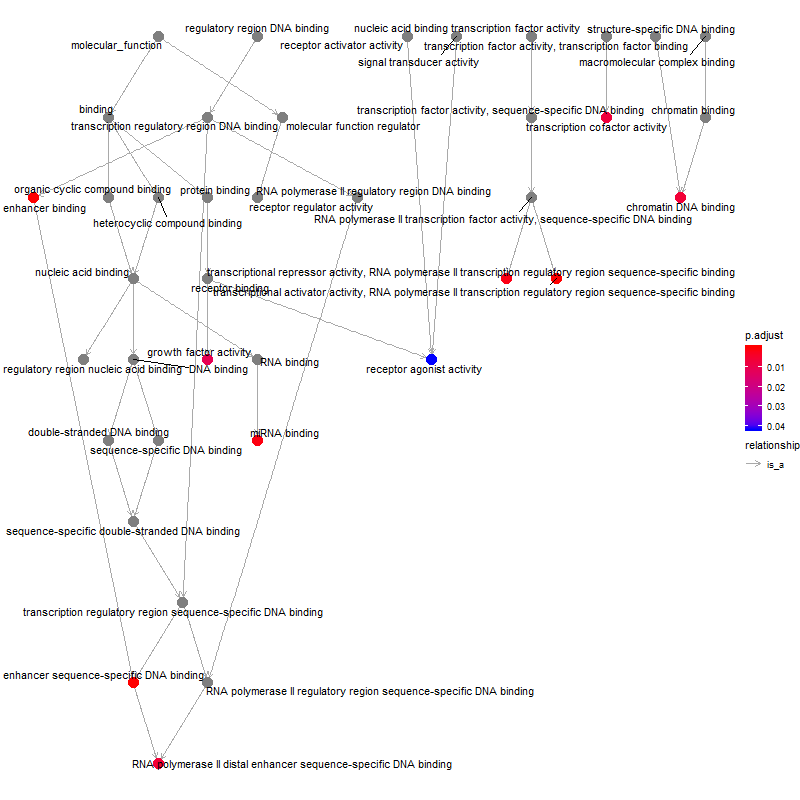 regulatory region DNA binding
nucleic acid binding transcription factor activity
structure-specific DNA binding
molecular_function
receptor activator activity
transcription factor activity, transcription factor binding
signal transducer activity
macromolecular complex binding
binding
transcription factor activity, sequence-specific DNA binding
chromatin binding
transcription regulatory region DNA binding
molecular function regulator
transcription cofactor activity
organic cyclic compound binding
protein binding
RNA polymerase II regulatory region DNA binding
enhancer binding
receptor regulator activity
chromatin DNA binding
heterocyclic compound binding
RNA polymerase II transcription factor activity, sequence-specific DNA binding
nucleic acid binding
transcriptional repressor activity, RNA polymerase II transcription regulatory region sequence-specific binding
receptor binding
transcriptional activator activity, RNA polymerase II transcription regulatory region sequence-specific binding
growth factor activity
RNA binding
regulatory region nucleic acid binding
DNA binding
receptor agonist activity
double-stranded DNA binding
mRNA binding
sequence-specific DNA binding
sequence-specific double-stranded DNA binding
transcription regulatory region sequence-specific DNA binding
enhancer sequence-specific DNA binding
RNA polymerase II regulatory region sequence-specific DNA binding
RNA polymerase II distal enhancer sequence-specific DNA binding
p.adjust
0.01
0.02
0.03
0.04
relationship
is_a